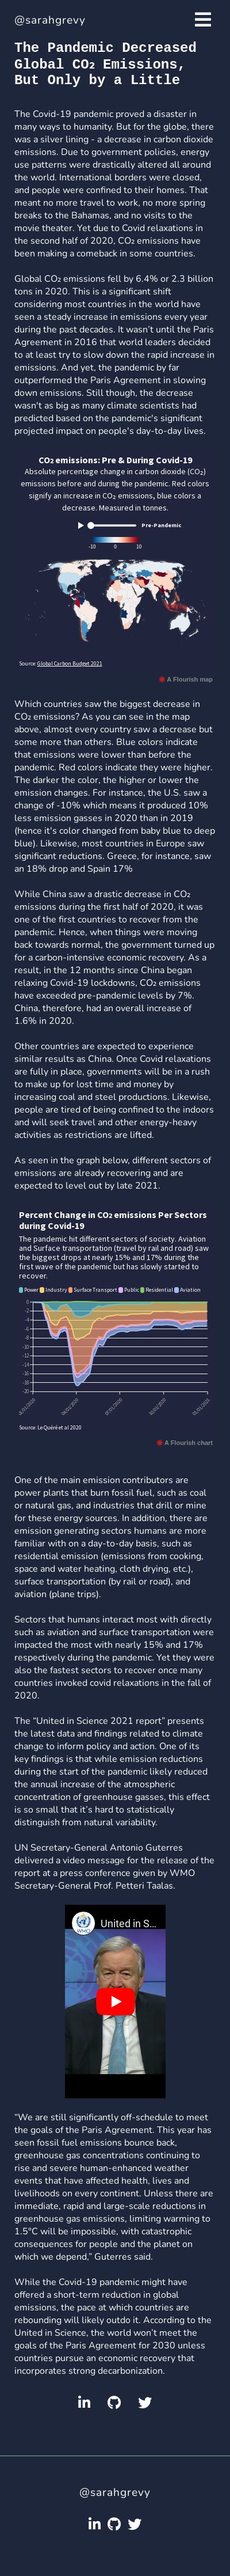 @sarahgrevy
The Pandemic Decreased
Global CO₂ Emissions,
But Only by a Little
The Covid-19 pandemic proved a disaster in
many ways to humanity. But for the globe, there
was a silver lining - a decrease in carbon dioxide
emissions. Due to government policies, energy
use patterns were drastically altered all around
the world. International borders were closed,
and people were confined to their homes. That
meant no more travel to work, no more spring
breaks to the Bahamas, and no visits to the
movie theater. Yet due to Covid relaxations in
the second half of 2020, CO₂ emissions have
been making a comeback in some countries.
Global CO₂ emissions fell by 6.4% or 2.3 billion
tons in 2020. This is a significant shift
considering most countries in the world have
seen a steady increase in emissions every year
during the past decades. It wasn't until the Paris
Agreement in 2016 that world leaders decided
to at least try to slow down the rapid increase in
emissions. And yet, the pandemic by far
outperformed the Paris Agreement in slowing
down emissions. Still though, the decrease
wasn't as big as many climate scientists had
predicted based on the pandemic's significant
projected impact on people's day-to-day lives.
CO₂ emissions: Pre & During Covid-19
Absolute percentage change in carbon dioxide (CO₂)
emissions before and during the pandemic. Red colors
signify an increase in CO₂ emissions, blue colors a
decrease. Measured in tonnes.
Pre-Pandemic
-10 0 10
Source: Global Carbon Budget 2021
A Flourish map
Which countries saw the biggest decrease in
CO₂ emissions? As you can see in the map
above, almost every country saw a decrease but
some more than others. Blue colors indicate
that emissions were lower than before the
pandemic. Red colors indicate they were higher.
The darker the color, the higher or lower the
emission changes. For instance, the U.S. saw a
change of -10% which means it produced 10%
less emission gasses in 2020 than in 2019
(hence it's color changed from baby blue to deep
blue). Likewise, most countries in Europe saw
significant reductions. Greece, for instance, saw
an 18% drop and Spain 17%
While China saw a drastic decrease in CO₂
emissions during the first half of 2020, it was
one of the first countries to recover from the
pandemic. Hence, when things were moving
back towards normal, the government turned up
for a carbon-intensive economic recovery. As a
result, in the 12 months since China began
relaxing Covid-19 lockdowns, CO₂ emissions
have exceeded pre-pandemic levels by 7%.
China, therefore, had an overall increase of
1.6% in 2020.
Other countries are expected to experience
similar results as China. Once Covid relaxations
are fully in place, governments will be in a rush
to make up for lost time and money by
increasing coal and steel productions. Likewise,
people are tired of being confined to the indoors
and will seek travel and other energy-heavy
activities as restrictions are lifted.
As seen in the graph below, different sectors of
emissions are already recovering and are
expected to level out by late 2021.
Percent Change in CO₂ emissions Per Sectors
during Covid-19
The pandemic hit different sectors of society. Aviation
and Surface transportation (travel by rail and road) saw
the biggest drops at nearly 15% and 17% during the
first wave of the pandemic but has slowly started to
recover.
Power Industry Surface Transport Public Residential Aviation
0
-2
-4
-6
-8
-10
-12
-14
-16
-18
-20
Source: Le Quéré et al 2020
A Flourish chart
One of the main emission contributors are
power plants that burn fossil fuel, such as coal
or natural gas, and industries that drill or mine
for these energy sources. In addition, there are
emission generating sectors humans are more
familiar with on a day-to-day basis, such as
residential emission (emissions from cooking,
space and water heating, cloth drying, etc.),
surface transportation (by rail or road), and
aviation (plane trips).
Sectors that humans interact most with directly
such as aviation and surface transportation were
impacted the most with nearly 15% and 17%
respectively during the pandemic. Yet they were
also the fastest sectors to recover once many
countries invoked covid relaxations in the fall of
2020.
The “United in Science 2021 report” presents
the latest data and findings related to climate
change to inform policy and action. One of its
key findings is that while emission reductions
during the start of the pandemic likely reduced
the annual increase of the atmospheric
concentration of greenhouse gasses, this effect
is so small that it's hard to statistically
distinguish from natural variability.
UN Secretary-General Antonio Guterres
delivered a video message for the release of the
report at a press conference given by WMO
Secretary-General Prof. Petteri Taalas.
WMO
United in S...
“We are still significantly off-schedule to meet
the goals of the Paris Agreement. This year has
seen fossil fuel emissions bounce back,
greenhouse gas concentrations continuing to
rise and severe human-enhanced weather
events that have affected health, lives and
livelihoods on every continent. Unless there are
immediate, rapid and large-scale reductions in
greenhouse gas emissions, limiting warming to
1.5°C will be impossible, with catastrophic
consequences for people and the planet on
which we depend,” Guterres said.
While the Covid-19 pandemic might have
offered a short-term reduction in global
emissions, the pace at which countries are
rebounding will likely outdo it. According to the
United in Science, the world won't meet the
goals of the Paris Agreement for 2030 unless
countries pursue an economic recovery that
incorporates strong decarbonization.
@sarahgrevy